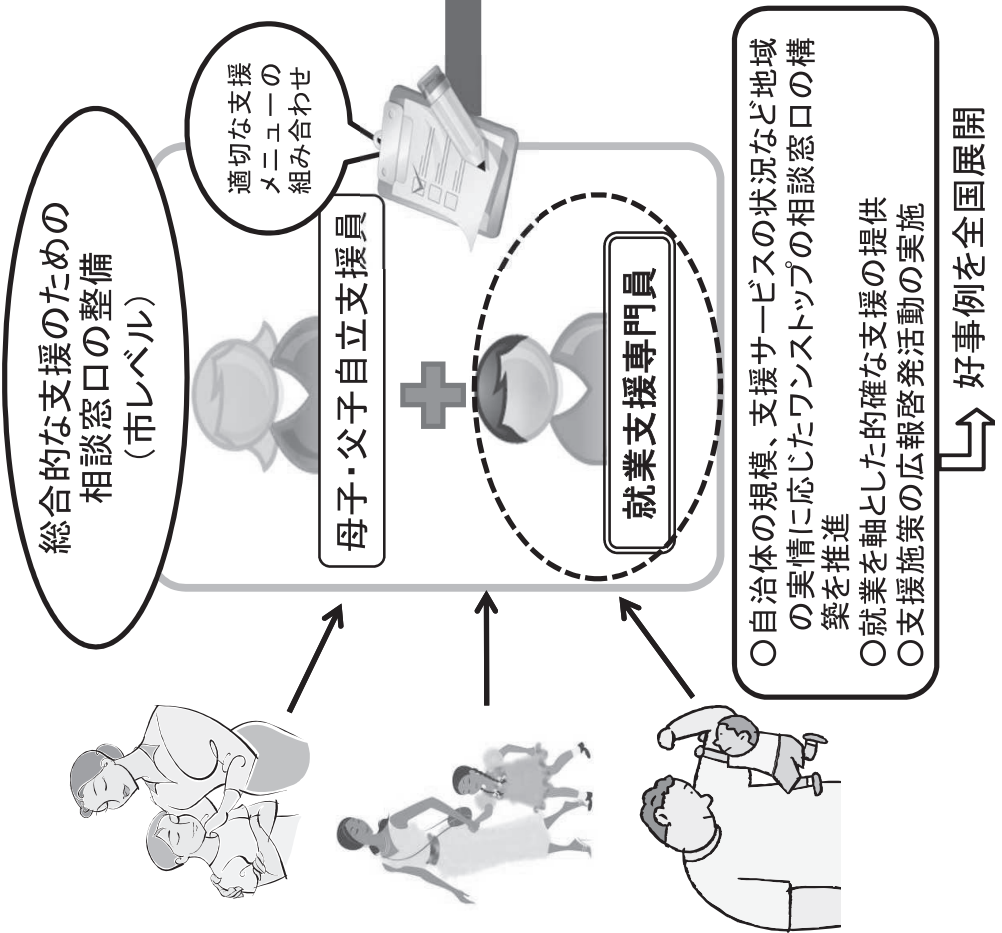 総合的な支援のための
相談窓口の整備
（市レベル）
適切な支援
メニューの
組み合わせ
母子・父子自立支援員
就業支援専門員
○自治体の規模、支援サービスの状況など地域
の実情に応じたワンストップの相談窓口の構
築を推進
○就業を軸とした的確な支援の提供
○支援施策の広報啓発活動の実施
好事例を全国展開